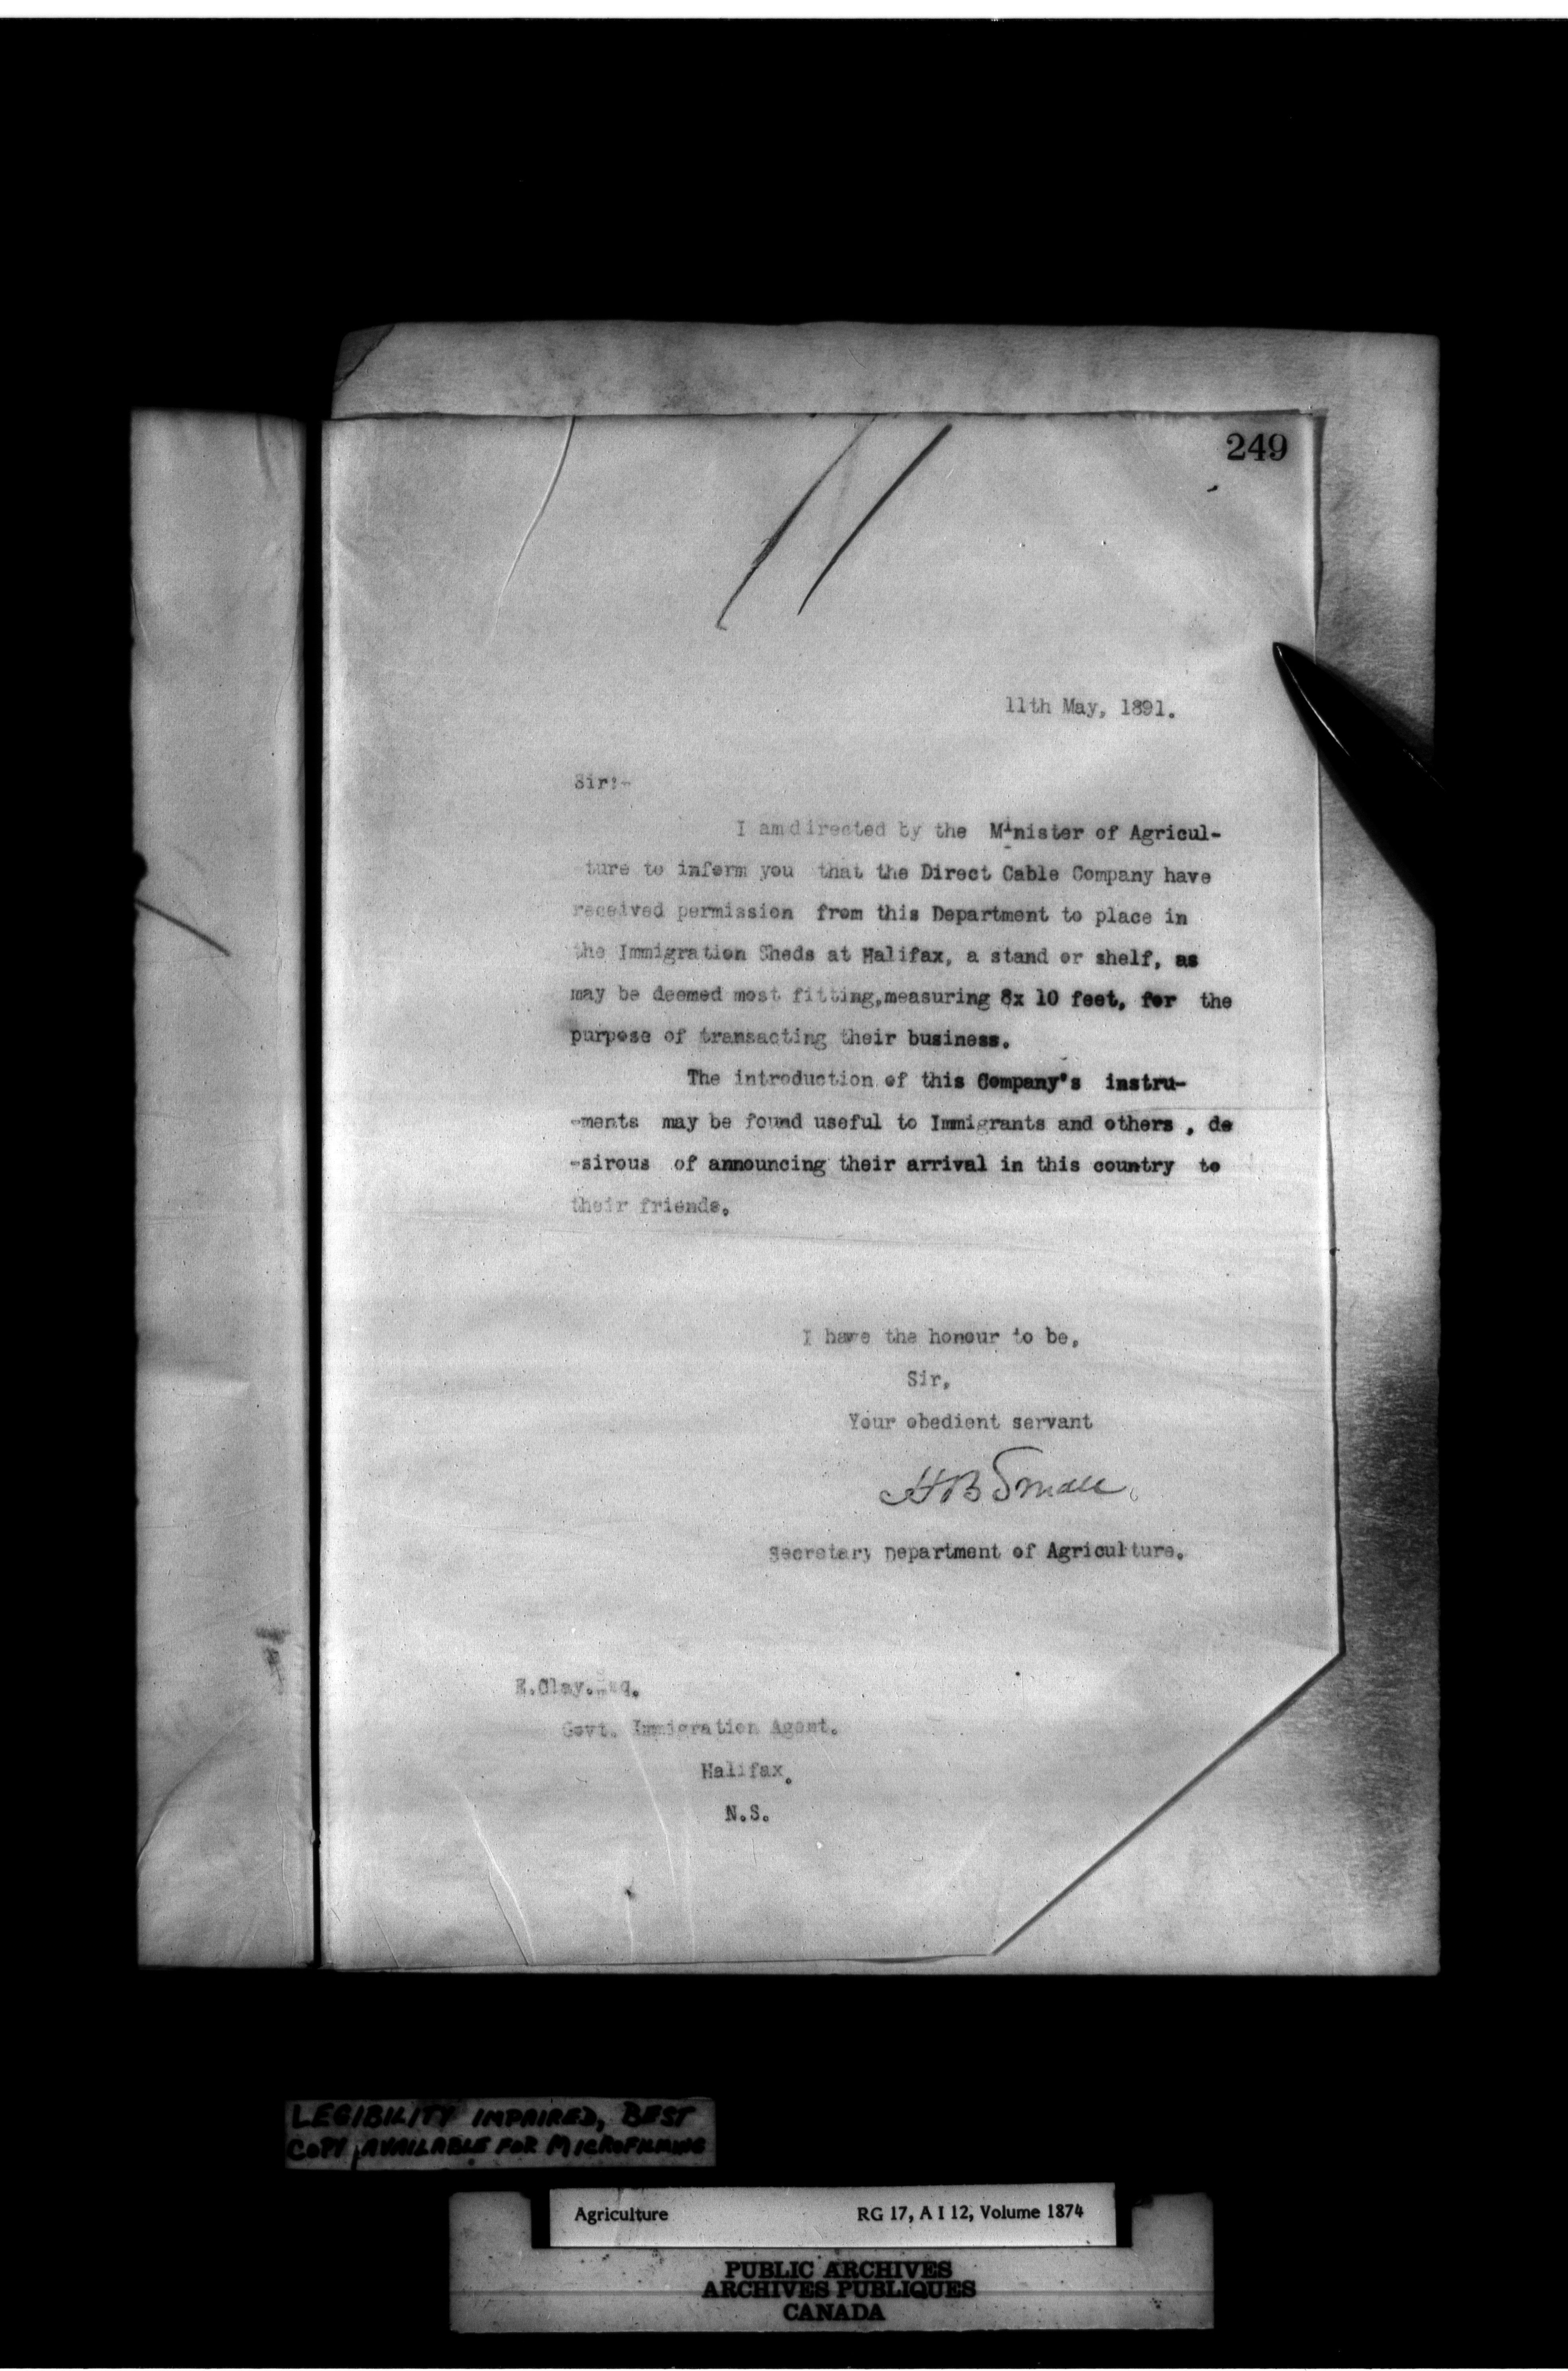 249
11th May, 1891.
Sir:-
I am directed by the Minister of Agricul-
-ture to inform you that the Direct Cable Company have
received permission from this Department to place in
the Immigration Sheds at Halifax, a stand or shelf, as
may be deemed most fitting, measuring 8x 10 feet, for the
purpose of transacting their business.
The introduction of this Company's instru-
-ments may be found useful to Immigrants and others, de
-sirous of announcing their arrival in this country to
their friends.
I have the honour to be,
Sir,
Your obedient servant
H B Small
Secretary Department of Agriculture.
E.Clay.Esq.
Govt. Immigration Agent.
Halifax.
N.S.
LEGIBILITY IMPAIRED, BEST
COPY AVAILABLE FOR MICROFILMING
Agriculture RG 17, A I 12, Volume 1874
PUBLIC ARCHIVES
ARCHIVES PUBLIQUES
CANADA